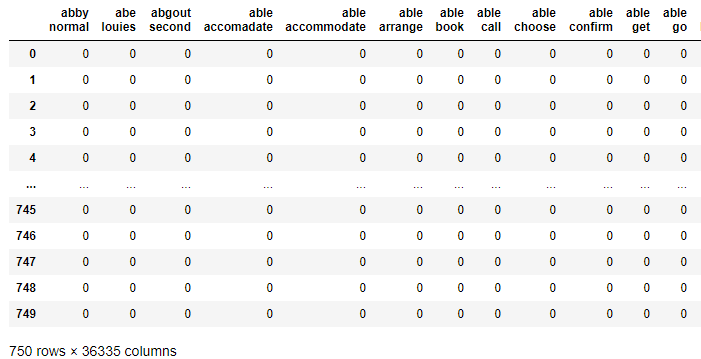 abby abe abgout able able able able able able able able able
normal louies second accomadate accommodate arrange book call choose confirm get go
0 0 0 0 0 0 0 0 0 0 0 0 0
1 0 0 0 0 0 0 0 0 0 0 0 0
2 0 0 0 0 0 0 0 0 0 0 0 0
3 0 0 0 0 0 0 0 0 0 0 0 0
4 0 0 0 0 0 0 0 0 0 0 0 0
... ... ... ... ... ... ... ... ... ... ... ... ...
745 0 0 0 0 0 0 0 0 0 0 0 0
746 0 0 0 0 0 0 0 0 0 0 0 0
747 0 0 0 0 0 0 0 0 0 0 0 0
748 0 0 0 0 0 0 0 0 0 0 0 0
749 0 0 0 0 0 0 0 0 0 0 0 0
750 rows × 36335 columns